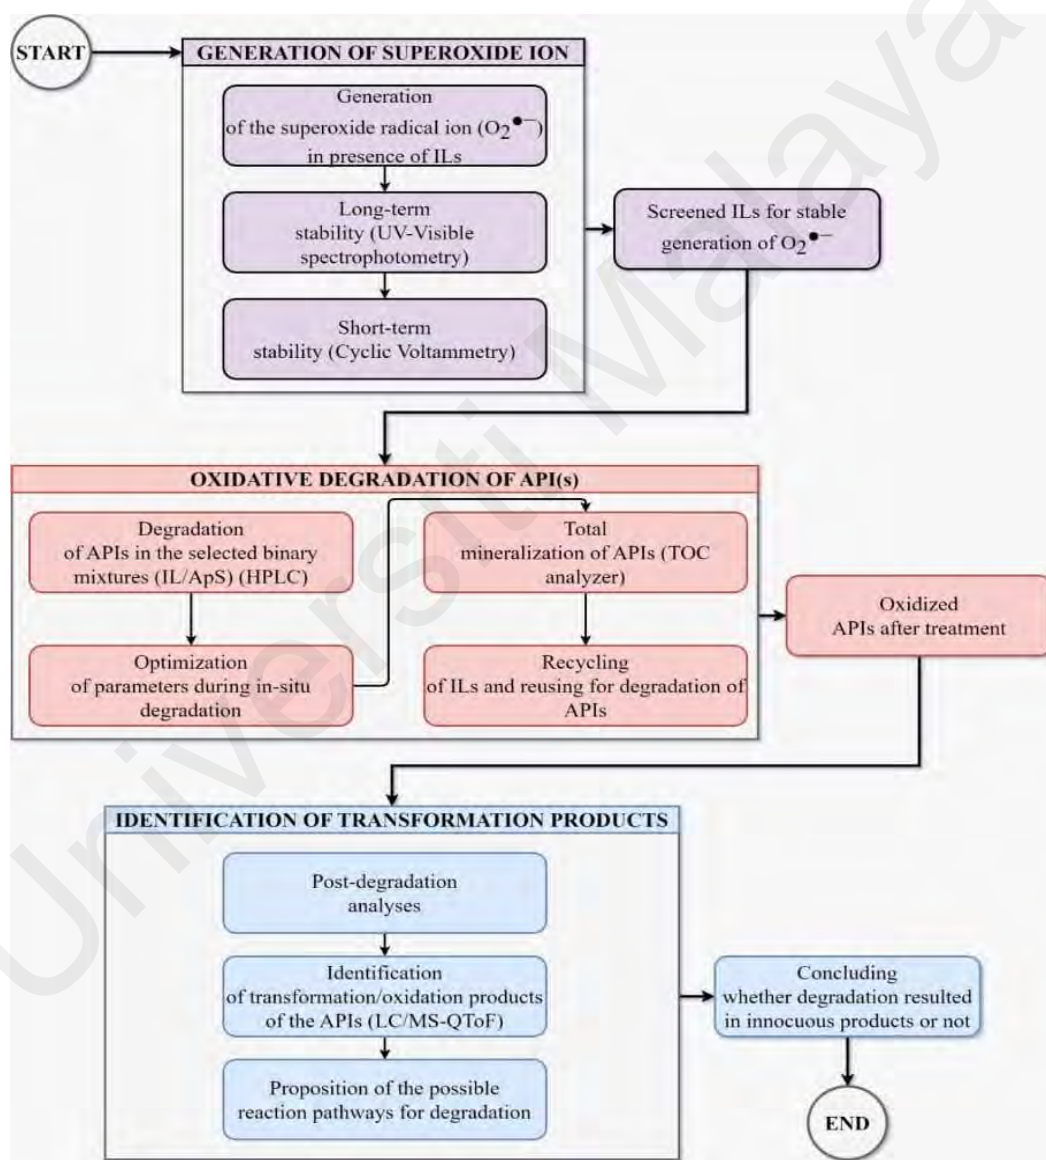 START
GENERATION OF SUPEROXIDE ION
Generation
of the superoxide radical ion (O₂●−)
in presence of ILs
Long-term
stability (UV-Visible
spectrophotometry)
Short-term
stability (Cyclic Voltammetry)
Screened ILs for stable
generation of O₂●−
OXIDATIVE DEGRADATION OF API(s)
Degradation
of APIs in the selected binary
mixtures (IL/ApS) (HPLC)
Optimization
of parameters during in-situ
degradation
Total
mineralization of APIs (TOC
analyzer)
Recycling
of ILs and reusing for degradation of
APIs
Oxidized
APIs after treatment
IDENTIFICATION OF TRANSFORMATION PRODUCTS
Post-degradation
analyses
Identification
of transformation/oxidation products
of the APIs (LC/MS-QToF)
Proposition of the possible
reaction pathways for degradation
Concluding
whether degradation resulted
in innocuous products or not
END
Universiti Malaya